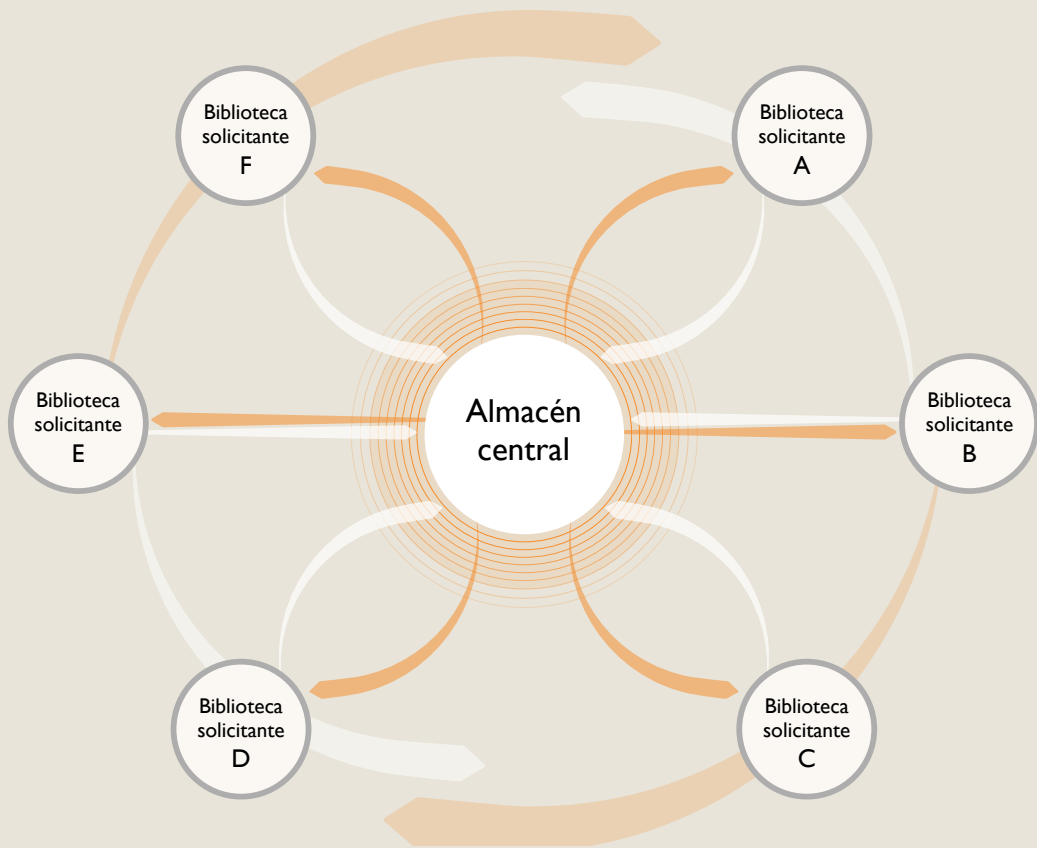 Biblioteca
solicitante
F
Biblioteca
solicitante
A
Biblioteca
solicitante
E
Almacén
central
Biblioteca
solicitante
B
Biblioteca
solicitante
D
Biblioteca
solicitante
C